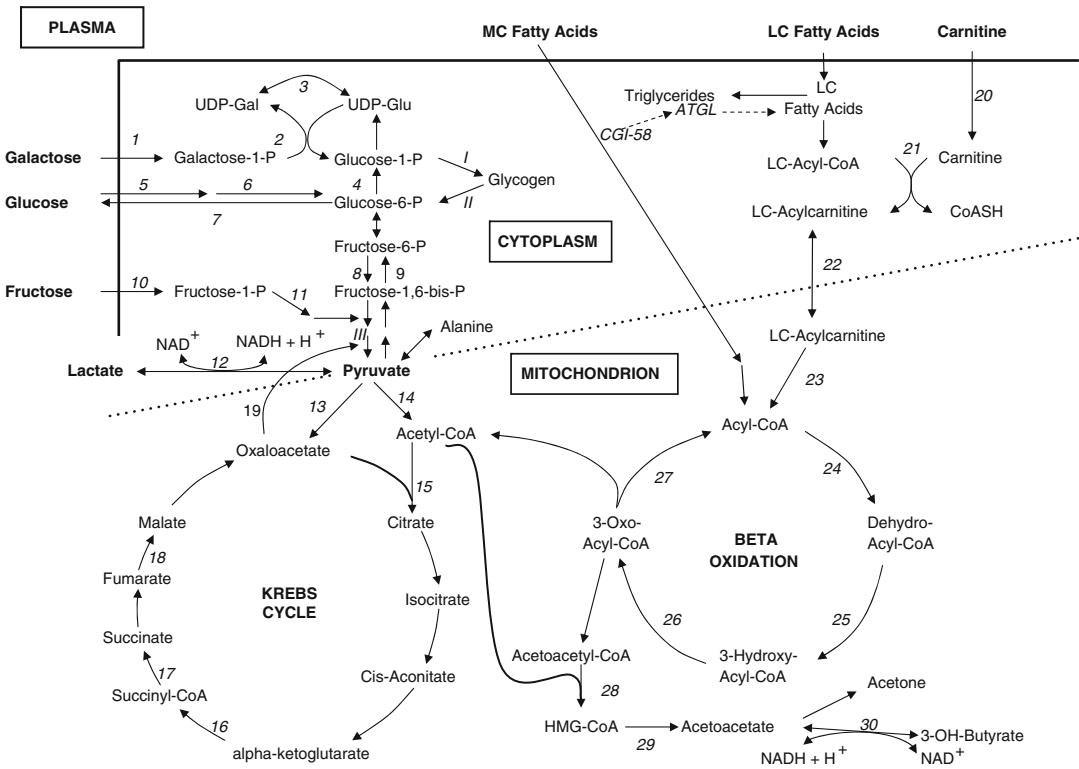 PLASMA
MC Fatty Acids
LC Fatty Acids
Carnitine
3
UDP-Gal
UDP-Glu
Triglycerides
LC
Fatty Acids
ATGL
CGI-58
20
1
2
Galactose
Galactose-1-P
Glucose-1-P
I
Glycogen
LC-Acyl-CoA
21
Carnitine
5
6
4
II
Glucose
Glucose-6-P
7
LC-Acylcarnitine
CoASH
CYTOPLASM
Fructose-6-P
8
9
22
10
Fructose
Fructose-1-P
11
Fructose-1,6-bis-P
III
Alanine
NAD+
NADH + H+
12
LC-Acylcarnitine
Lactate
Pyruvate
MITOCHONDRION
23
19
13
14
Acetyl-CoA
Acyl-CoA
Oxaloacetate
15
27
24
Malate
Citrate
3-Oxo-
Acyl-CoA
BETA
OXIDATION
Dehydro-
Acyl-CoA
18
Fumarate
KREBS
CYCLE
Isocitrate
26
25
Succinate
Acetoacetyl-CoA
3-Hydroxy-
Acyl-CoA
17
Succinyl-CoA
Cis-Aconitate
28
Acetone
16
HMG-CoA
29
Acetoacetate
30
3-OH-Butyrate
alpha-ketoglutarate
NADH + H+
NAD+